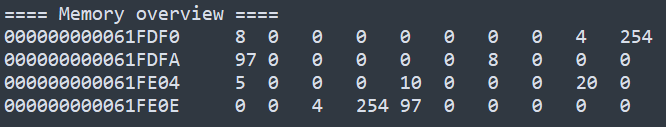 ==== Memory overview ====
000000000061FDF0 8 0 0 0 0 0 0 0 4 254
000000000061FDFA 97 0 0 0 0 0 8 0 0 0
000000000061FE04 5 0 0 0 10 0 0 0 20 0
000000000061FE0E 0 0 4 254 97 0 0 0 0 0